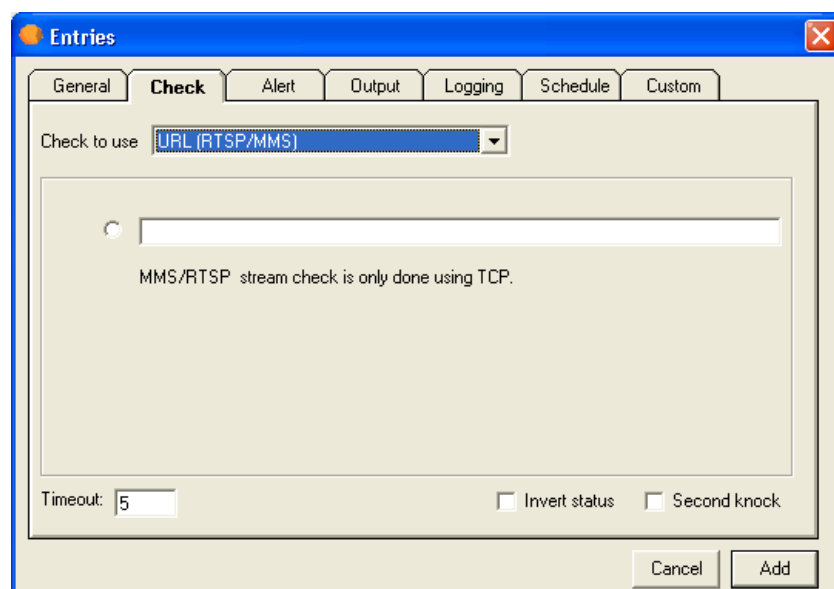 Entries
General Check Alert Output Logging Schedule Custom
Check to use URL (RTSP/MMS)
MMS/RTSP stream check is only done using TCP.
Timeout: 5 Invert status Second knock
Cancel Add